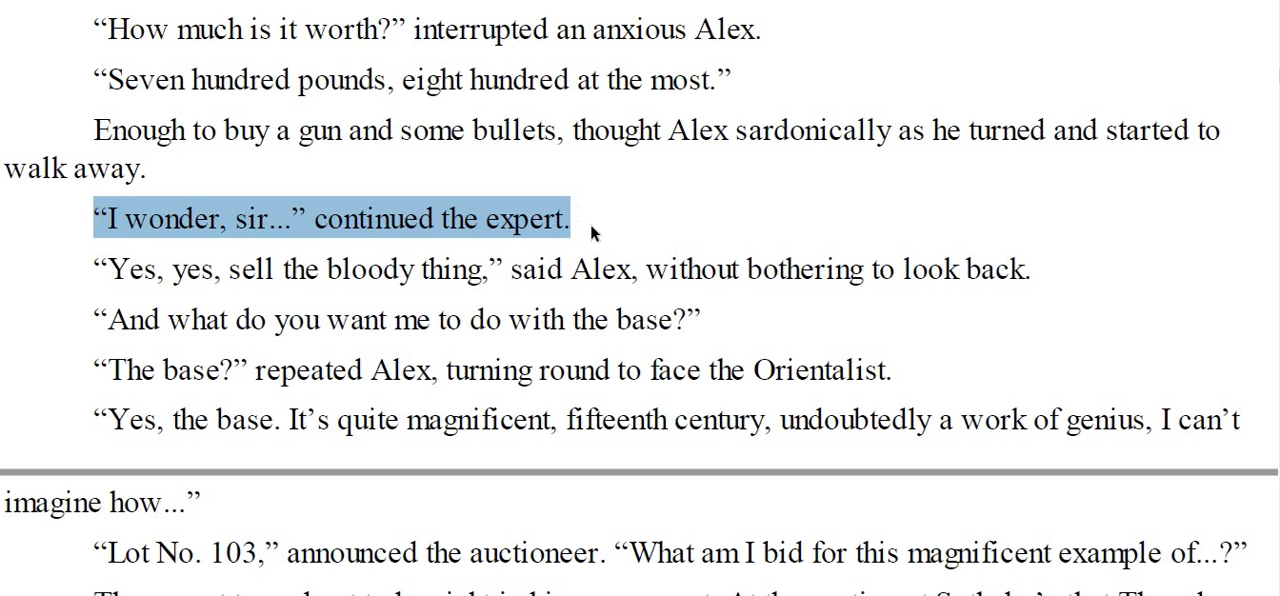 “How much is it worth?” interrupted an anxious Alex.
“Seven hundred pounds, eight hundred at the most.”
Enough to buy a gun and some bullets, thought Alex sardonically as he turned and started to
walk away.
“I wonder, sir...” continued the expert.
“Yes, yes, sell the bloody thing,” said Alex, without bothering to look back.
“And what do you want me to do with the base?”
“The base?” repeated Alex, turning round to face the Orientalist.
“Yes, the base. It’s quite magnificent, fifteenth century, undoubtedly a work of genius, I can’t
imagine how...”
“Lot No. 103,” announced the auctioneer. “What am I bid for this magnificent example of...?”